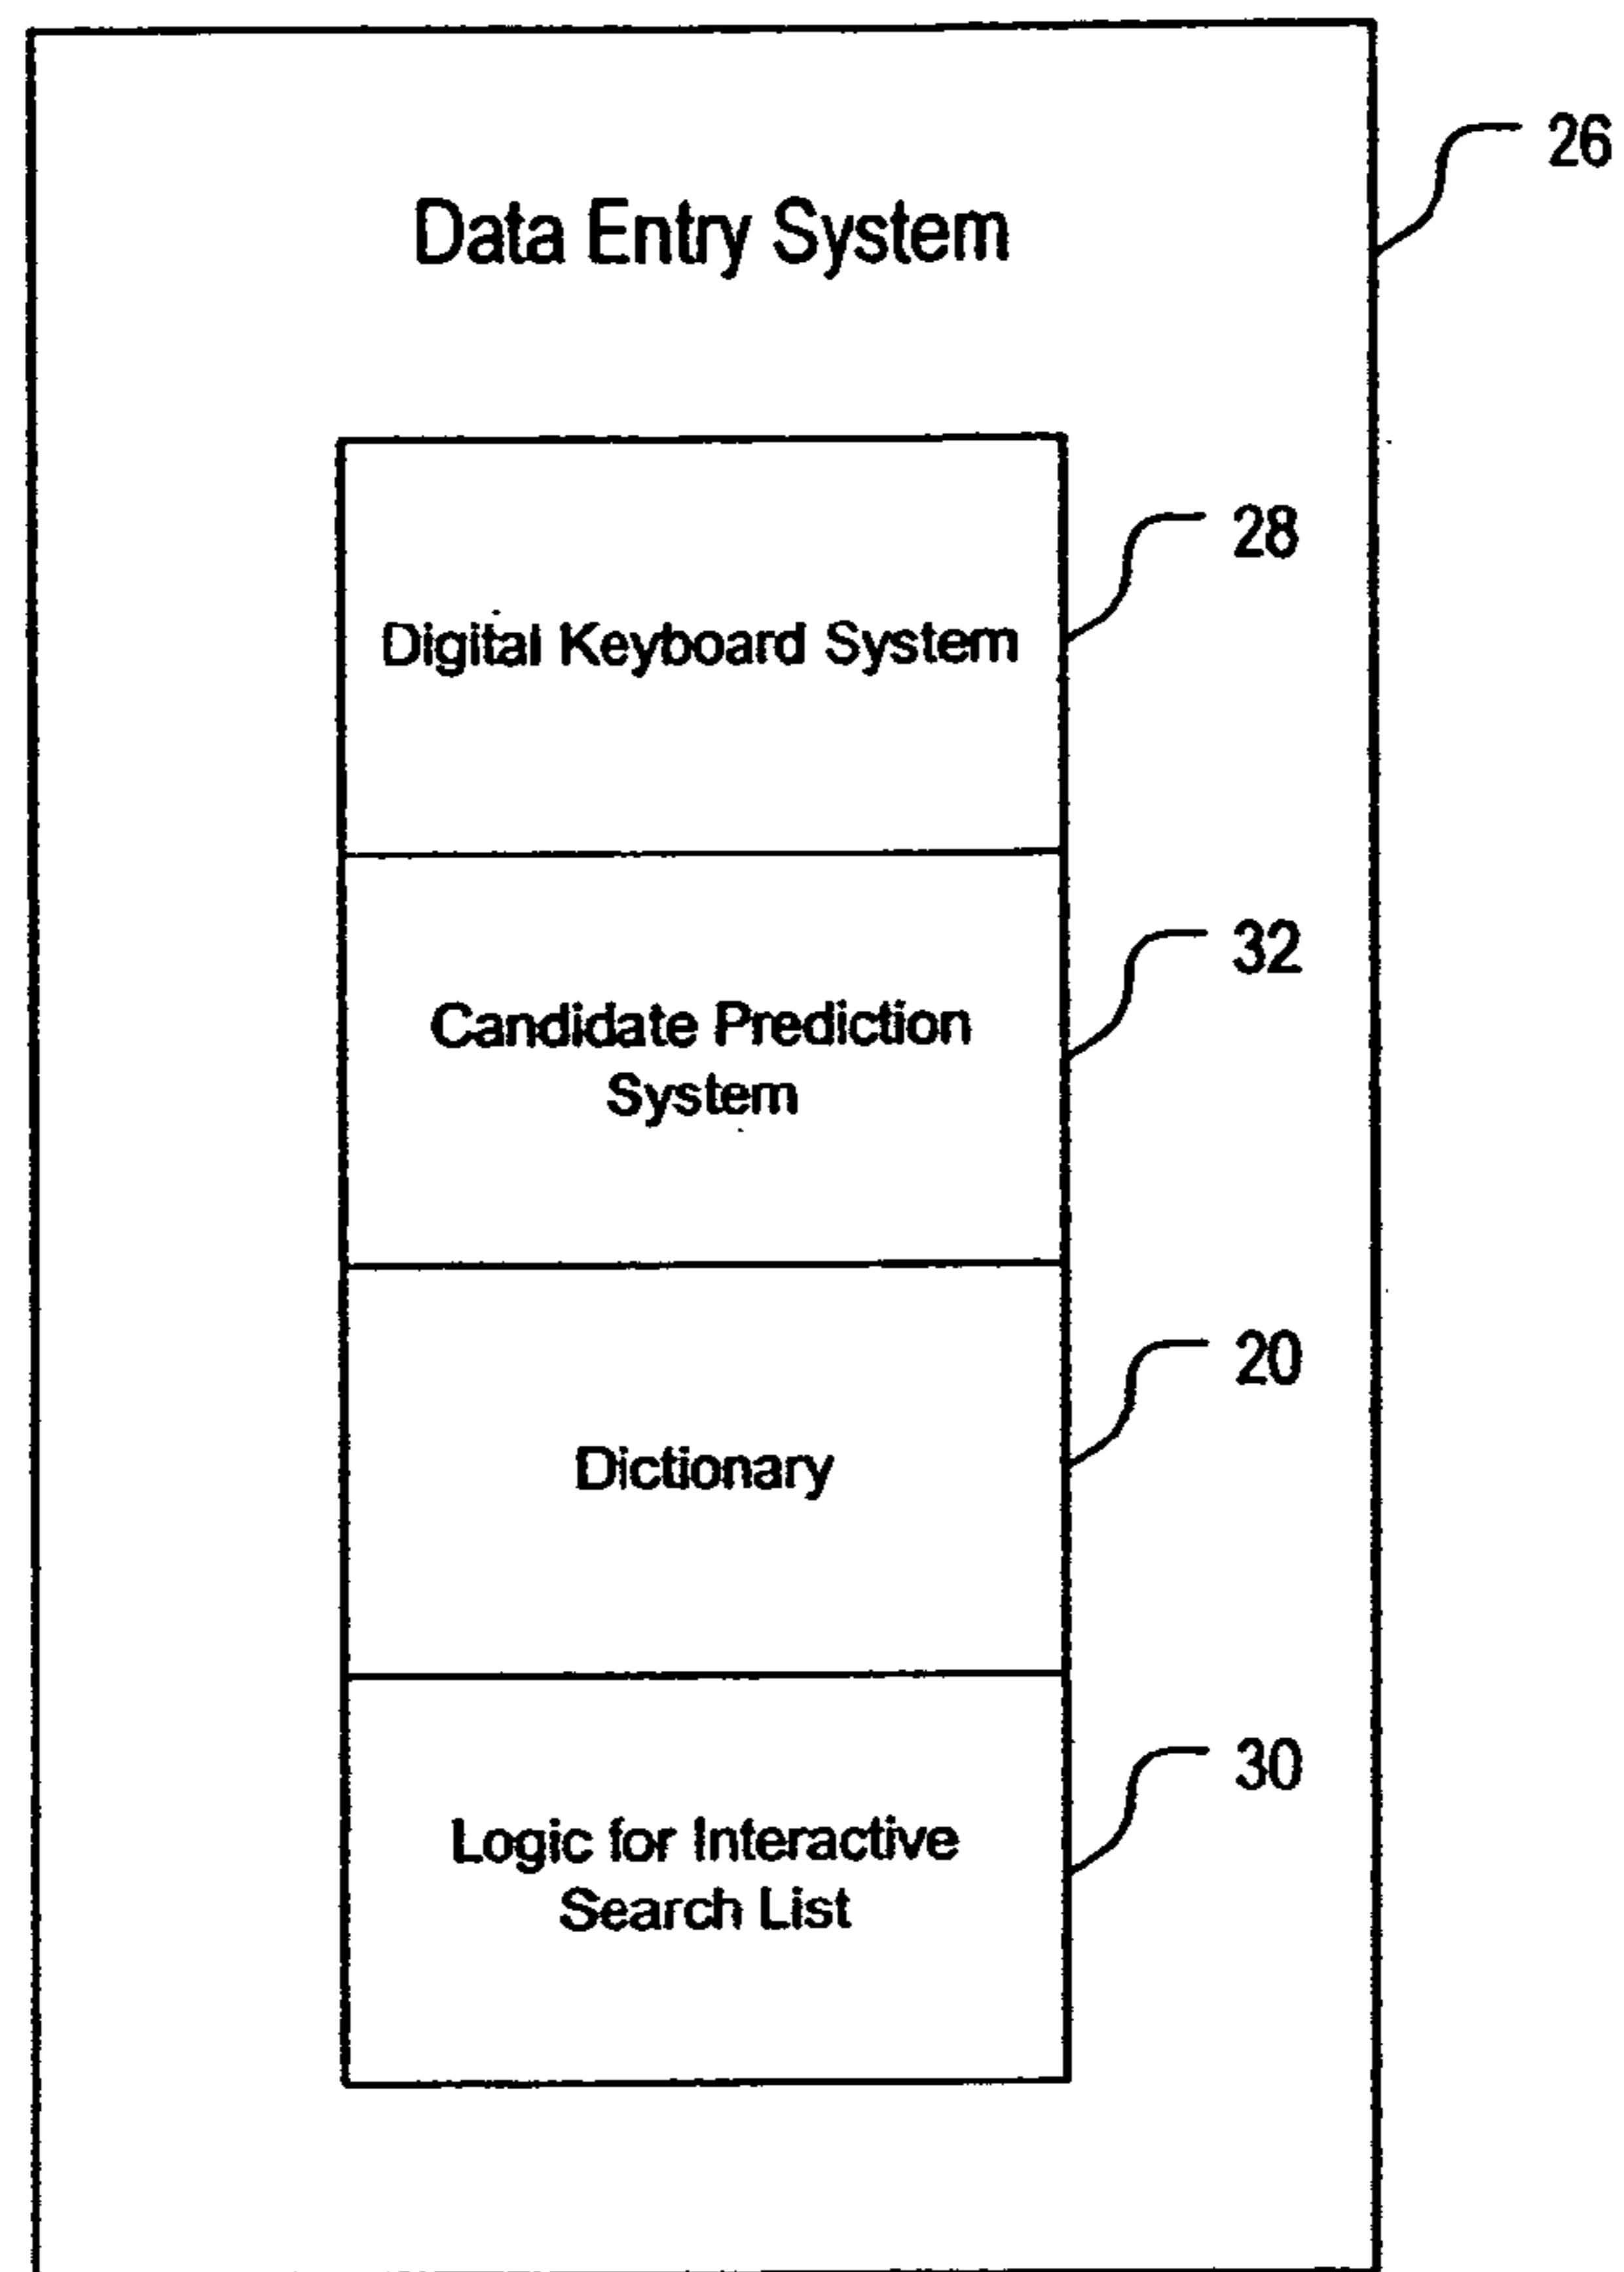 26
Data Entry System
28
Digital Keyboard System
32
Candidate Prediction
System
20
Dictionary
30
Logic for Interactive
Search List